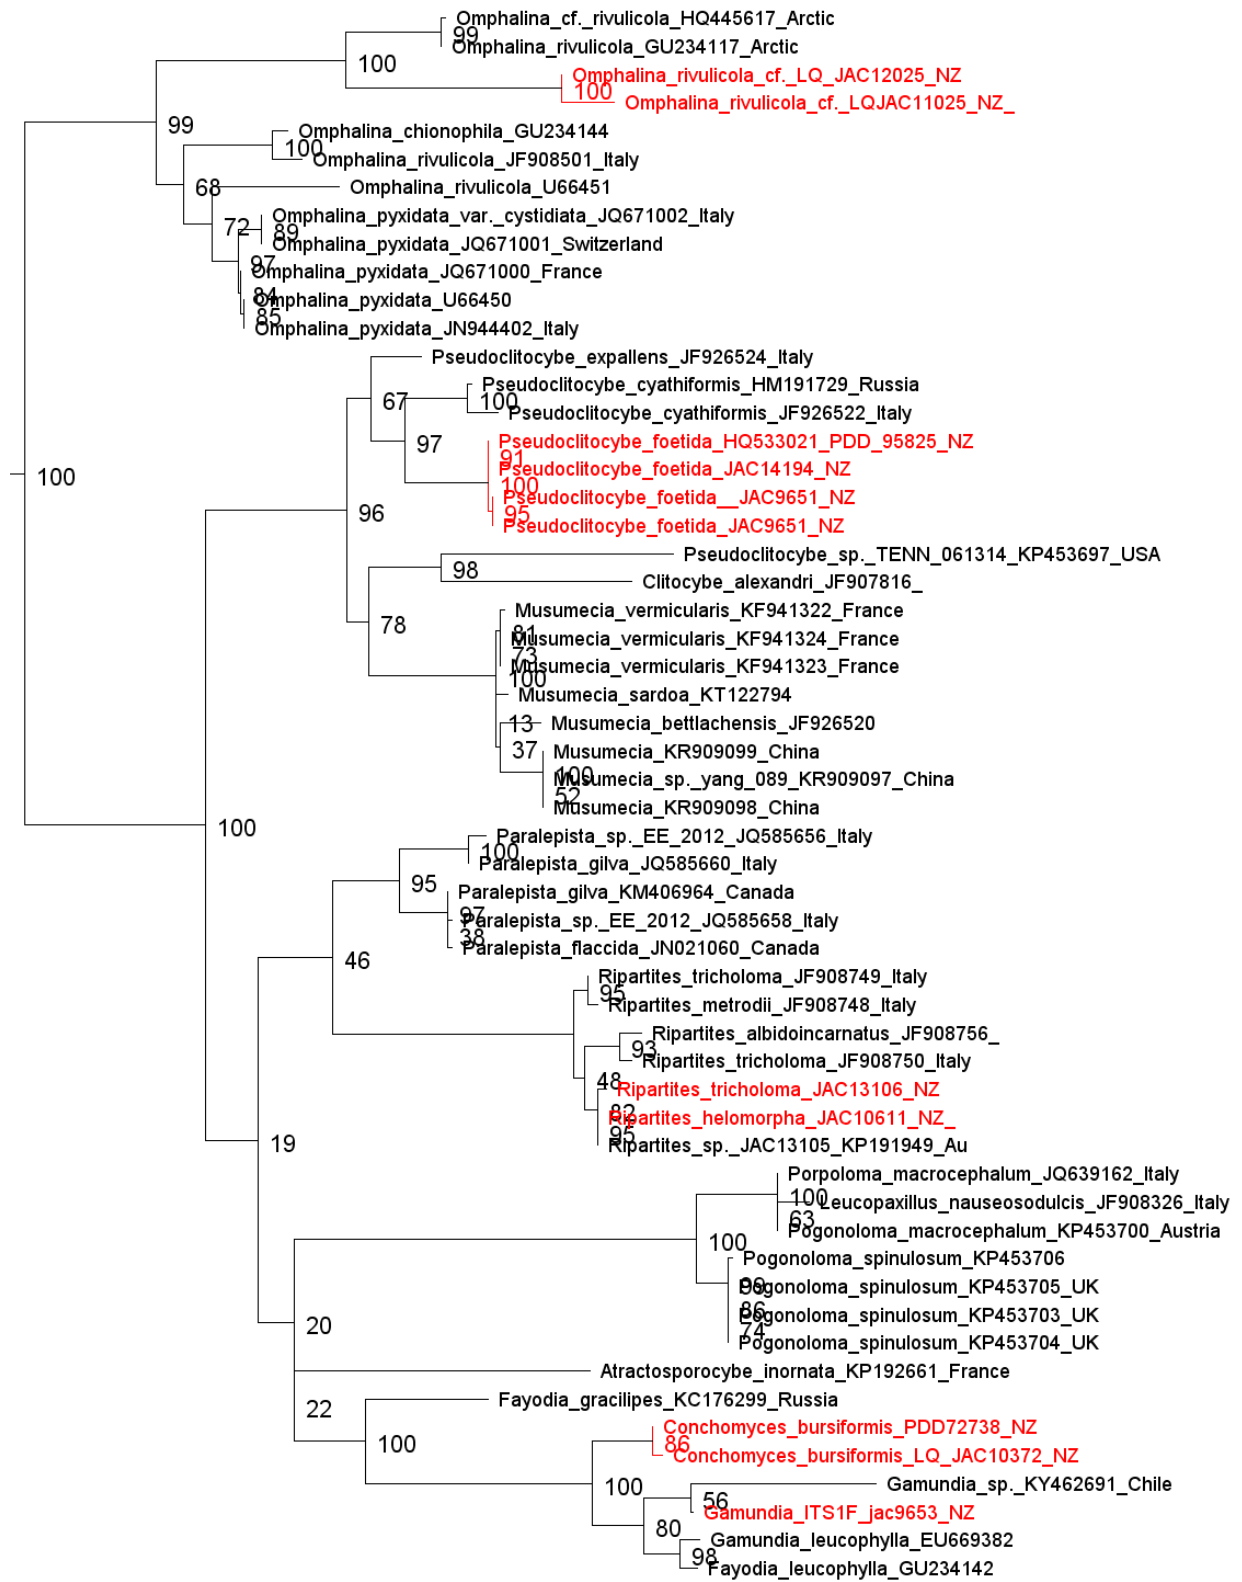 Omphalina_cf._rivulicola_HQ445617_Arctic
99
Omphalina_rivulicola_GU234117_Arctic
100
Omphalina_rivulicola_cf._LQ_JAC12025_NZ
100
Omphalina_rivulicola_cf._LQJAC11025_NZ_
99
Omphalina_chionophila_GU234144
100
Omphalina_rivulicola_JF908501_Italy
68
Omphalina_rivulicola_U66451
Omphalina_pyxidata_var._cystidiata_JQ671002_Italy
72
89
Omphalina_pyxidata_JQ671001_Switzerland
97
Omphalina_pyxidata_JQ671000_France
84
Omphalina_pyxidata_U66450
85
Omphalina_pyxidata_JN944402_Italy
Pseudoclitocybe_expallens_JF926524_Italy
Pseudoclitocybe_cyathiformis_HM191729_Russia
67
100
Pseudoclitocybe_cyathiformis_JF926522_Italy
97
Pseudoclitocybe_foetida_HQ533021_PDD_95825_NZ
91
Pseudoclitocybe_foetida_JAC14194_NZ
100
100
Pseudoclitocybe_foetida__JAC9651_NZ
96
95
Pseudoclitocybe_foetida_JAC9651_NZ
Pseudoclitocybe_sp._TENN_061314_KP453697_USA
98
Clitocybe_alexandri_JF907816_
Musumecia_vermicularis_KF941322_France
78
81
Musumecia_vermicularis_KF941324_France
73
Musumecia_vermicularis_KF941323_France
100
Musumecia_sardoa_KT122794
13
Musumecia_bettlachensis_JF926520
37
Musumecia_KR909099_China
100
Musumecia_sp._yang_089_KR909097_China
52
Musumecia_KR909098_China
100
Paralepista_sp._EE_2012_JQ585656_Italy
100
Paralepista_gilva_JQ585660_Italy
95
Paralepista_gilva_KM406964_Canada
97
Paralepista_sp._EE_2012_JQ585658_Italy
38
Paralepista_flaccida_JN021060_Canada
46
Ripartites_tricholoma_JF908749_Italy
95
Ripartites_metrodii_JF908748_Italy
Ripartites_albidoincarnatus_JF908756_
93
Ripartites_tricholoma_JF908750_Italy
48
Ripartites_tricholoma_JAC13106_NZ
82
Ripartites_helomorpha_JAC10611_NZ_
95
Ripartites_sp._JAC13105_KP191949_Au
19
Porpoloma_macrocephalum_JQ639162_Italy
100
Leucopaxillus_nauseosodulcis_JF908326_Italy
63
Pogonoloma_macrocephalum_KP453700_Austria
100
Pogonoloma_spinulosum_KP453706
99
Pogonoloma_spinulosum_KP453705_UK
86
Pogonoloma_spinulosum_KP453703_UK
20
74
Pogonoloma_spinulosum_KP453704_UK
Atractosporocybe_inornata_KP192661_France
Fayodia_gracilipes_KC176299_Russia
22
Conchomyces_bursiformis_PDD72738_NZ
100
86
Conchomyces_bursiformis_LQ_JAC10372_NZ
100
Gamundia_sp._KY462691_Chile
56
Gamundia_ITS1F_jac9653_NZ
80
Gamundia_leucophylla_EU669382
98
Fayodia_leucophylla_GU234142